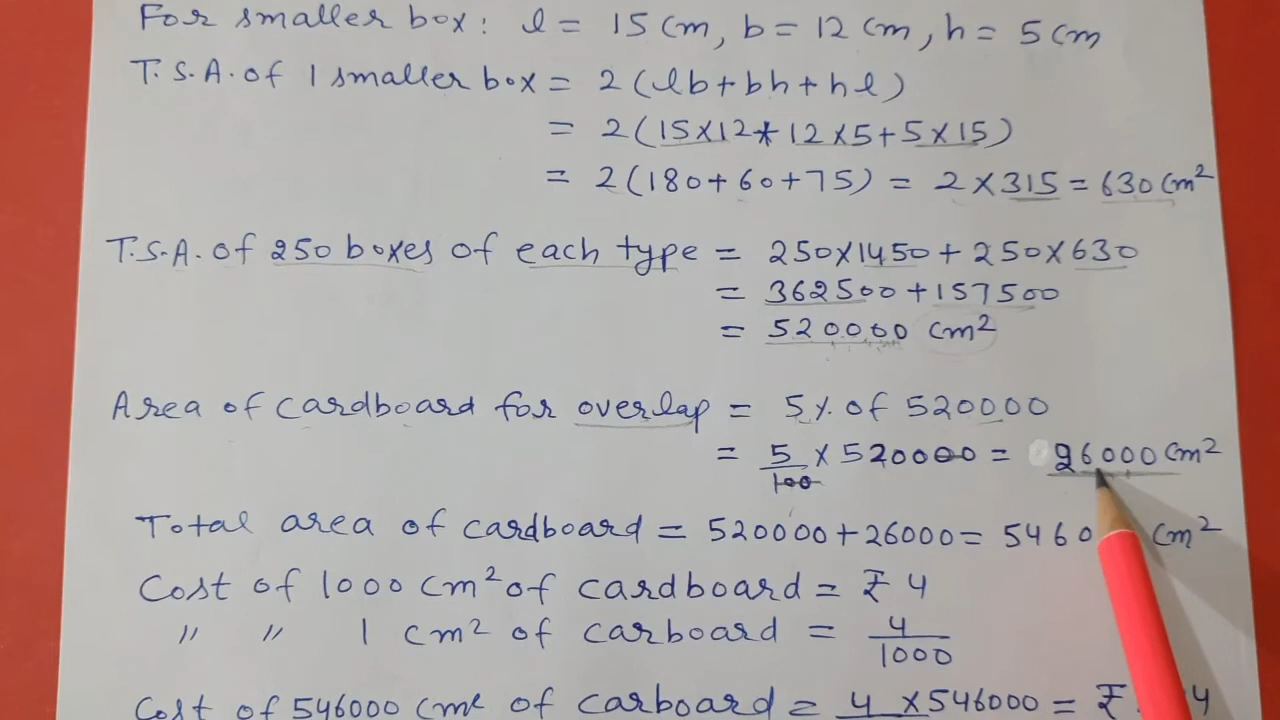 For smaller box: l = 15 cm, b = 12 cm, h = 5 cm
T.S.A. of 1 smaller box = 2 (lb + bh + hl)
= 2 (15 × 12 + 12 × 5 + 5 × 15)
= 2 (180 + 60 + 75) = 2 × 315 = 630 cm²
T.S.A. of 250 boxes of each type = 250 × 1450 + 250 × 630
= 362500 + 157500
= 520000 cm²
Area of cardboard for overlap = 5 % of 520000
= 5/100 × 520000 = 26000 cm²
Total area of cardboard = 520000 + 26000 = 5460 cm²
Cost of 1000 cm² of cardboard = ₹ 4
" " 1 cm² of carboard = 4/1000
Cost of 546000 cm² of carboard = 4 × 546000 = ₹ 4